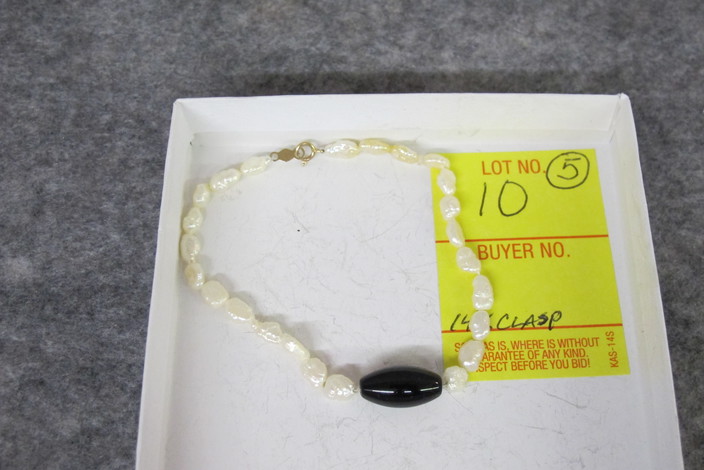 LOT NO. 5
10
BUYER NO.
14K CLASP
AS IS, WHERE IS WITHOUT
OF ANY KIND.
BEFORE YOU BID!
KAS-14S